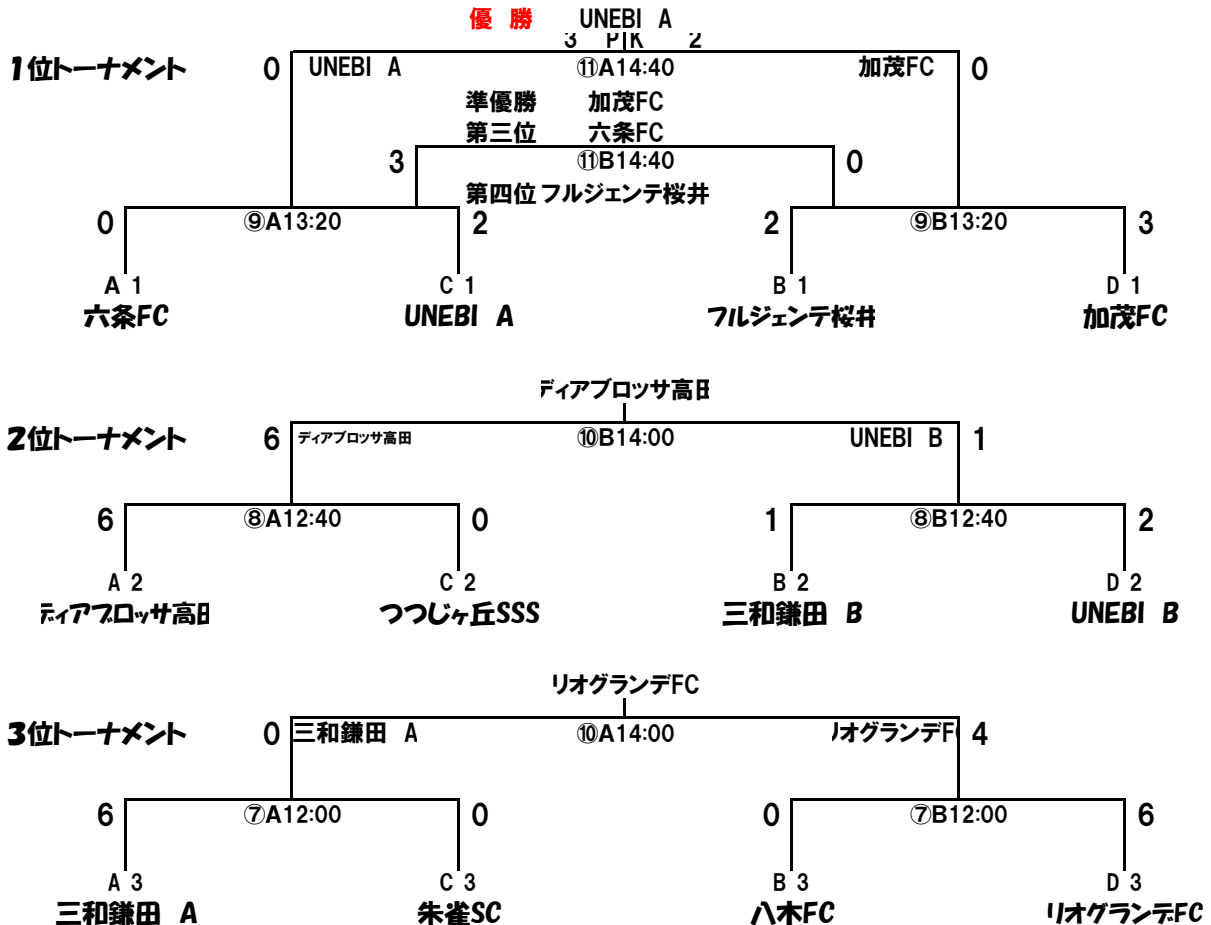 優 勝 UNEBI A
3 PK 2
1位トーナメント 0 UNEBI A ⑪A14:40 加茂FC 0
準優勝 加茂FC
第三位 六条FC
3 ⑪B14:40 0
第四位 フルジェンテ桜井
0 ⑨A13:20 2 2 ⑨B13:20 3
A 1 C 1 B 1 D 1
六条FC UNEBI A フルジェンテ桜井 加茂FC
ディアブロッサ高田
2位トーナメント 6 ディアブロッサ高田 ⑩B14:00 UNEBI B 1
6 ⑧A12:40 0 1 ⑧B12:40 2
A 2 C 2 B 2 D 2
ディアブロッサ高田 つつじヶ丘SSS 三和鎌田 B UNEBI B
リオグランデFC
3位トーナメント 0 三和鎌田 A ⑩A14:00 リオグランデFC 4
6 ⑦A12:00 0 0 ⑦B12:00 6
A 3 C 3 B 3 D 3
三和鎌田 A 朱雀SC 八木FC リオグランデFC